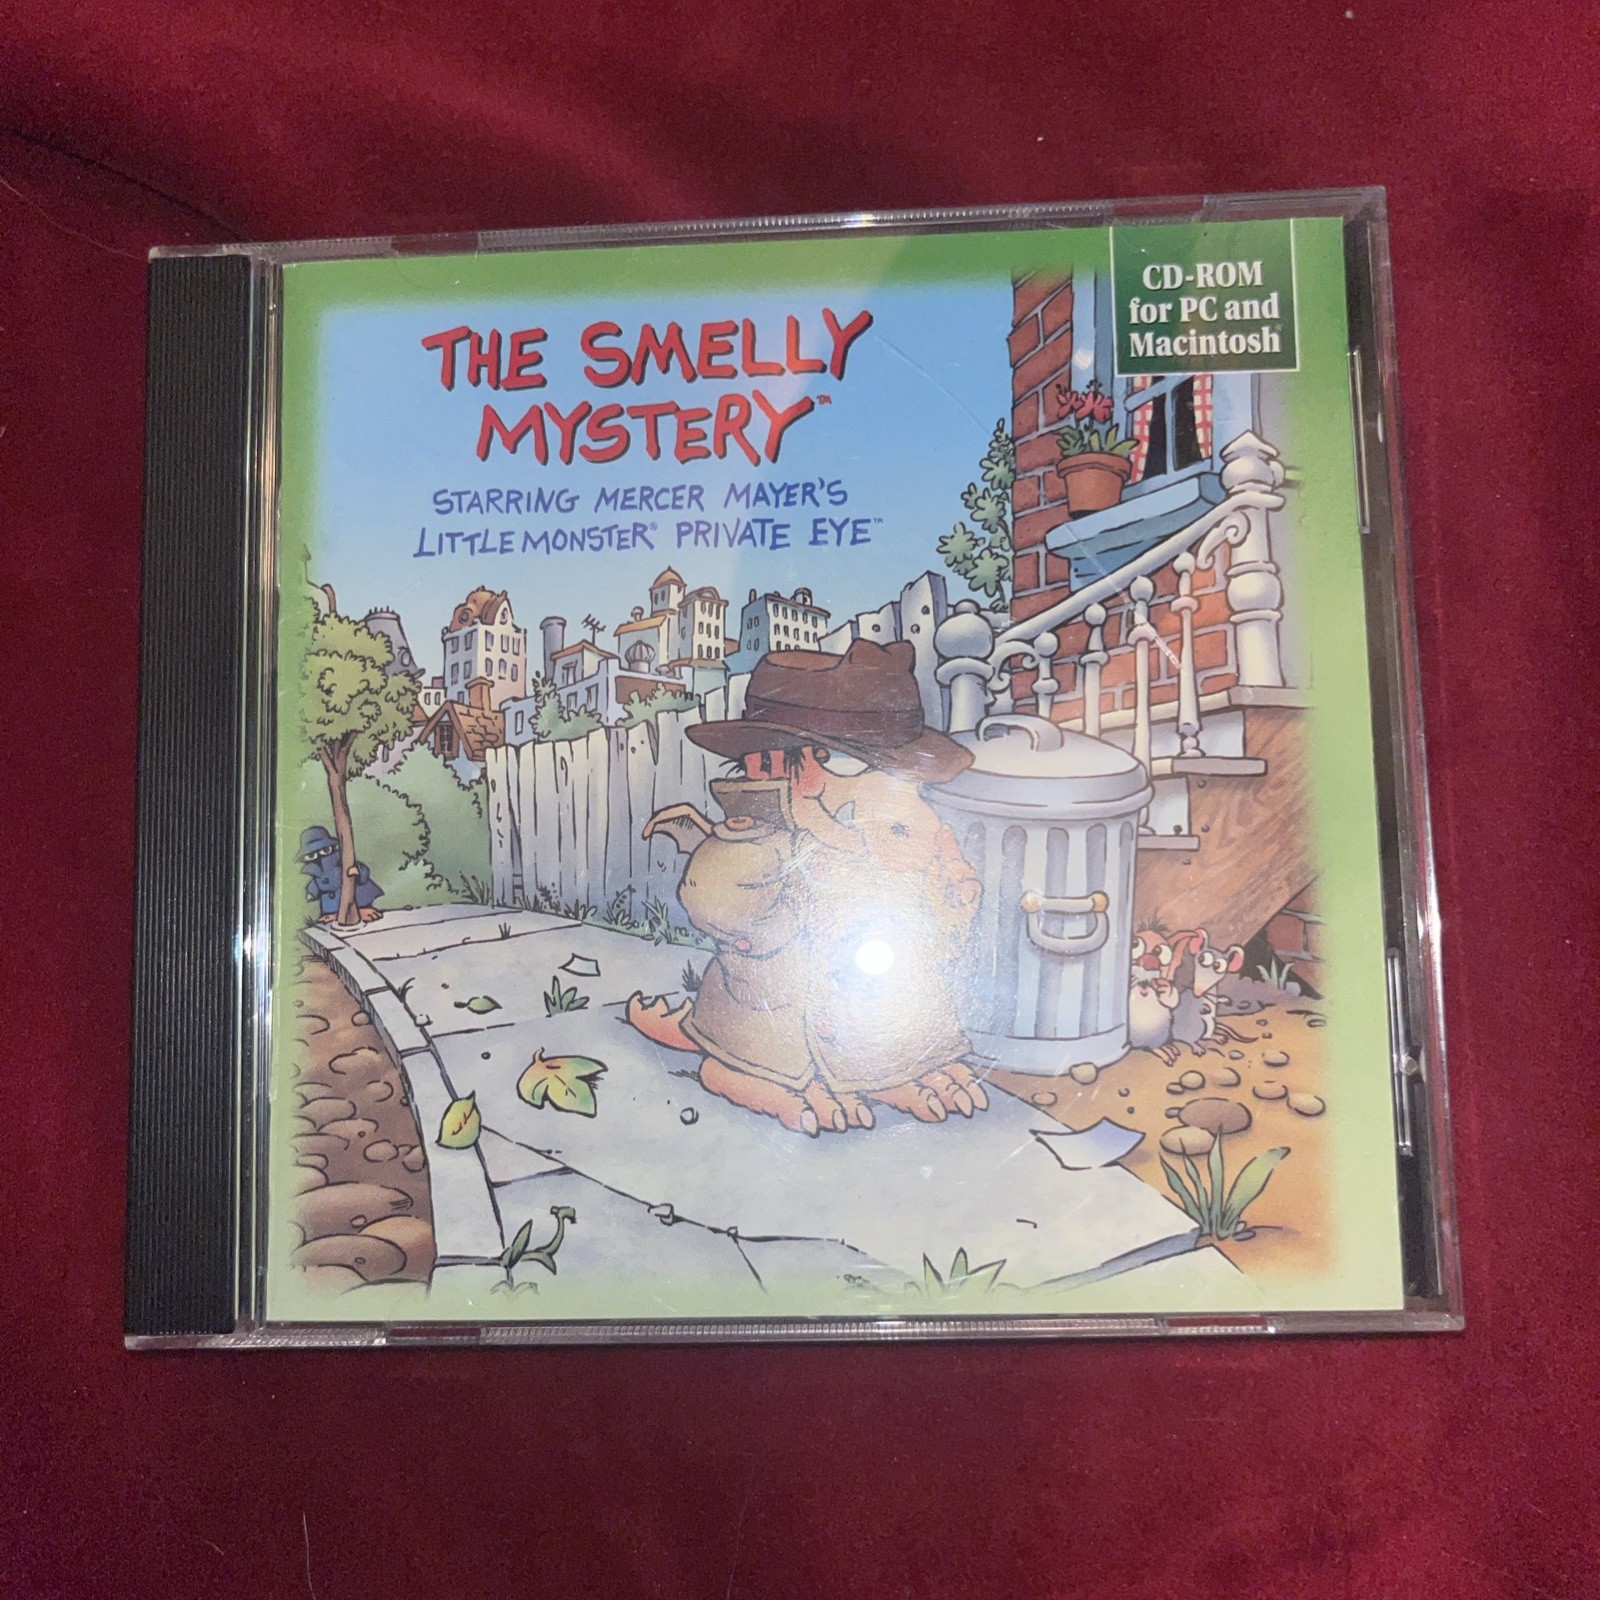 CD-ROM
for PC and
Macintosh®
THE SMELLY
MYSTERY™
STARRING MERCER MAYER'S
LITTLE MONSTER® PRIVATE EYE™